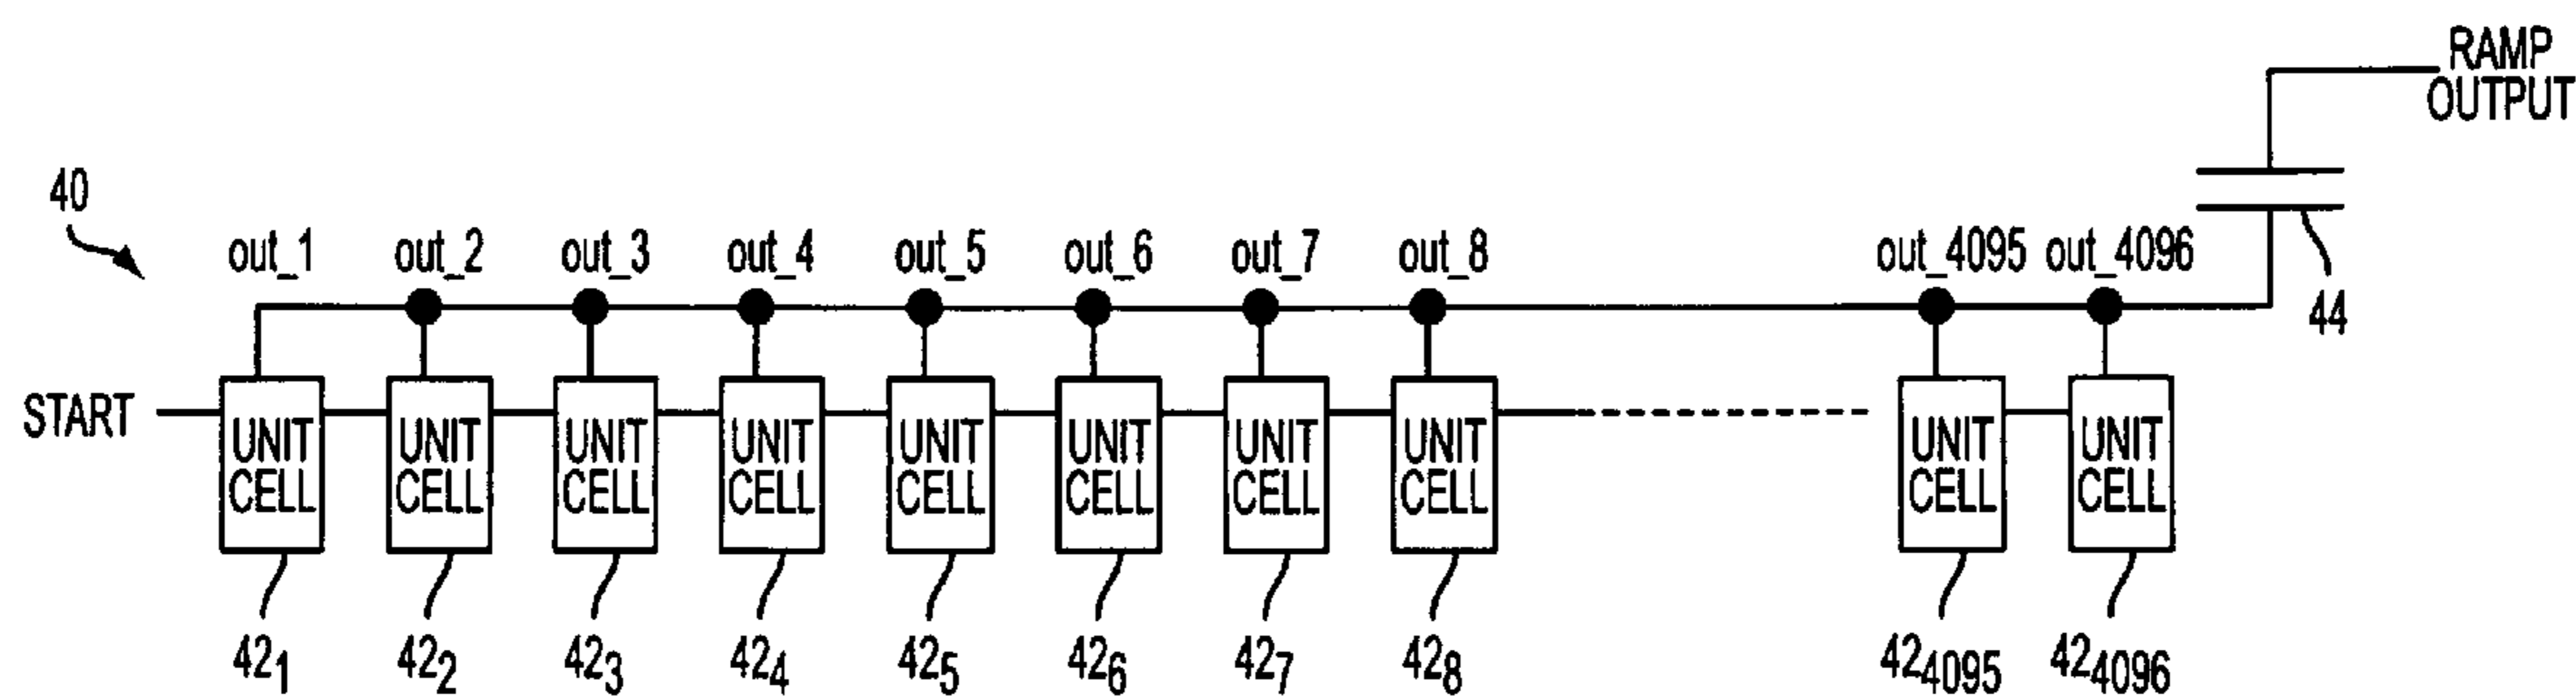 RAMP
OUTPUT
40
out_1 out_2 out_3 out_4 out_5 out_6 out_7 out_8 out_4095 out_4096
44
START
UNIT CELL
UNIT CELL
UNIT CELL
UNIT CELL
UNIT CELL
UNIT CELL
UNIT CELL
UNIT CELL
UNIT CELL
UNIT CELL
42₁ 42₂ 42₃ 42₄ 42₅ 42₆ 42₇ 42₈ 42₄₀₉₅ 42₄₀₉₆